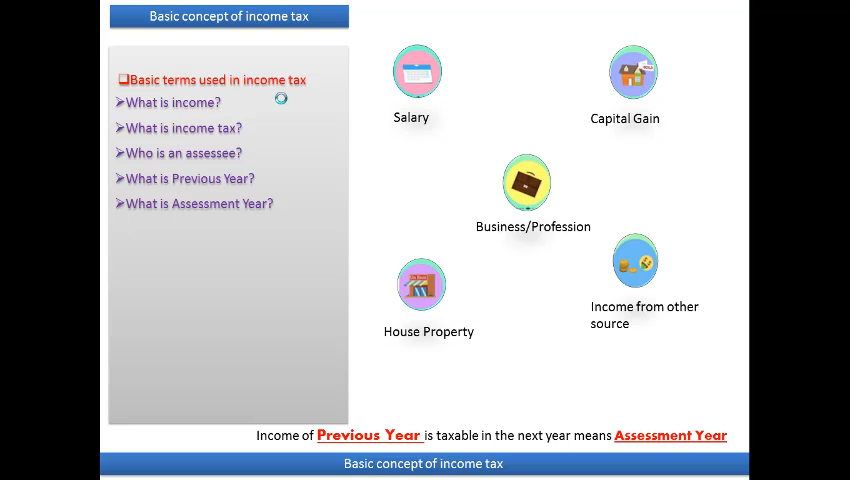 Basic concept of income tax
Basic terms used in income tax
What is income?
What is income tax?
Who is an assessee?
What is Previous Year?
What is Assessment Year?
Salary
Capital Gain
Business/Profession
House Property
Income from other
source
Income of Previous Year is taxable in the next year means Assessment Year
Basic concept of income tax